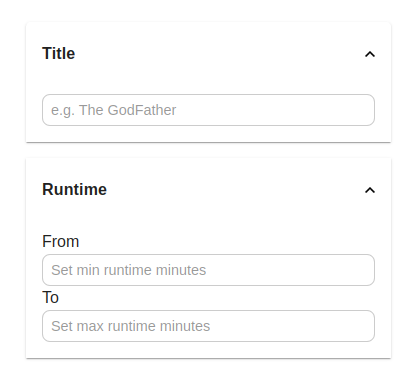 Title
e.g. The GodFather
Runtime
From
Set min runtime minutes
To
Set max runtime minutes